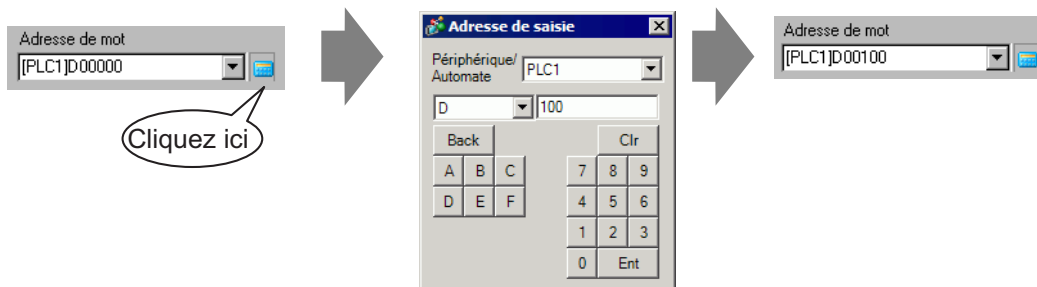 Adresse de mot
[PLC1]D00000
Cliquez ici
Adresse de saisie
Périphérique/
Automate
PLC1
D
100
Back
Clr
A B C
7 8 9
D E F
4 5 6
1 2 3
0 Ent
Adresse de mot
[PLC1]D00100